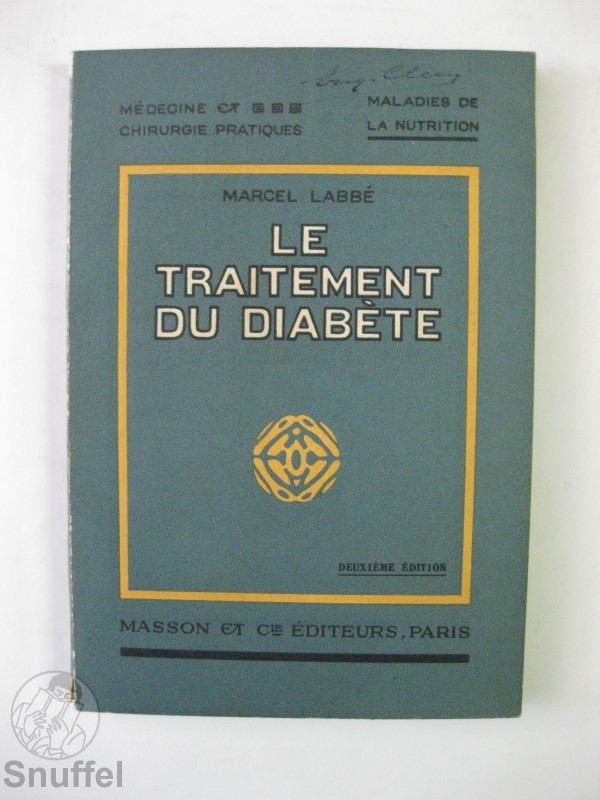 MÉDECINE ET
CHIRURGIE PRATIQUES
MALADIES DE
LA NUTRITION
MARCEL LABBÉ
LE
TRAITEMENT
DU DIABÈTE
DEUXIÈME ÉDITION
MASSON ET CIE ÉDITEURS, PARIS
Snuffel